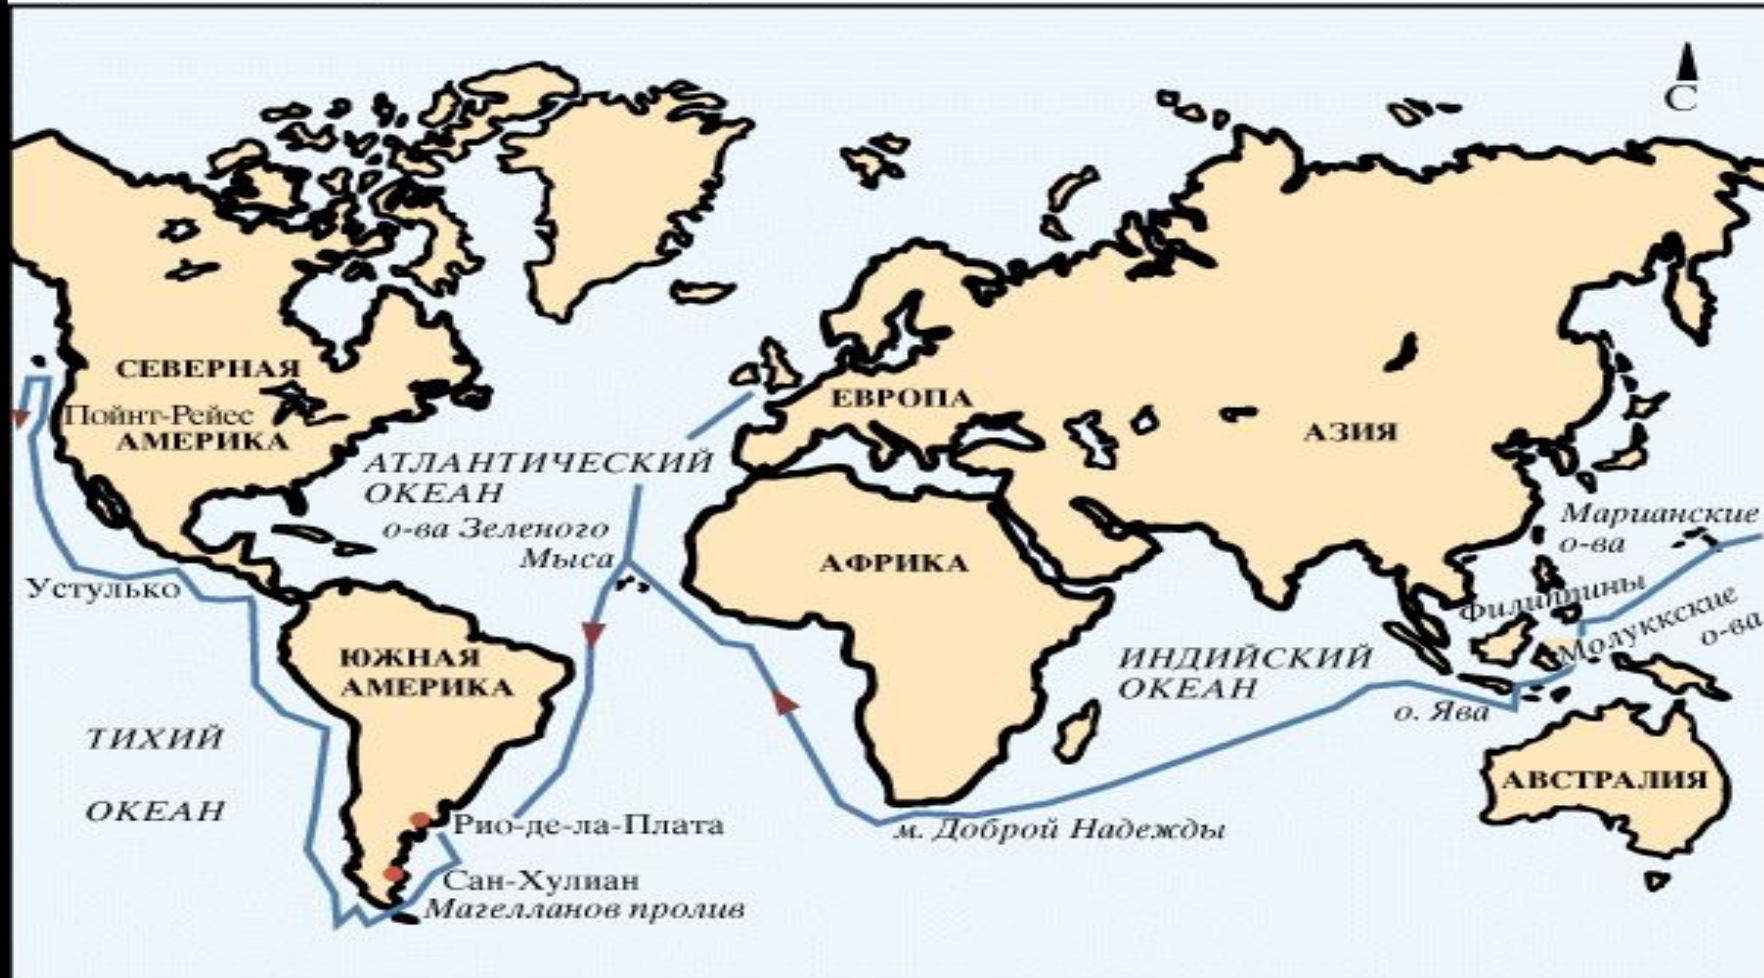 С
СЕВЕРНАЯ
Пойнт-Рейес
АМЕРИКА
ЕВРОПА
АЗИЯ
АТЛАНТИЧЕСКИЙ
ОКЕАН
о-ва Зеленого
Мыса
Марианские
о-ва
АФРИКА
Устулько
Филиппины
Молуккские
о-ва
ЮЖНАЯ
АМЕРИКА
ИНДИЙСКИЙ
ОКЕАН
о. Ява
ТИХИЙ
ОКЕАН
АВСТРАЛИЯ
Рио-де-ла-Плата
м. Доброй Надежды
Сан-Хулиан
Магелланов пролив